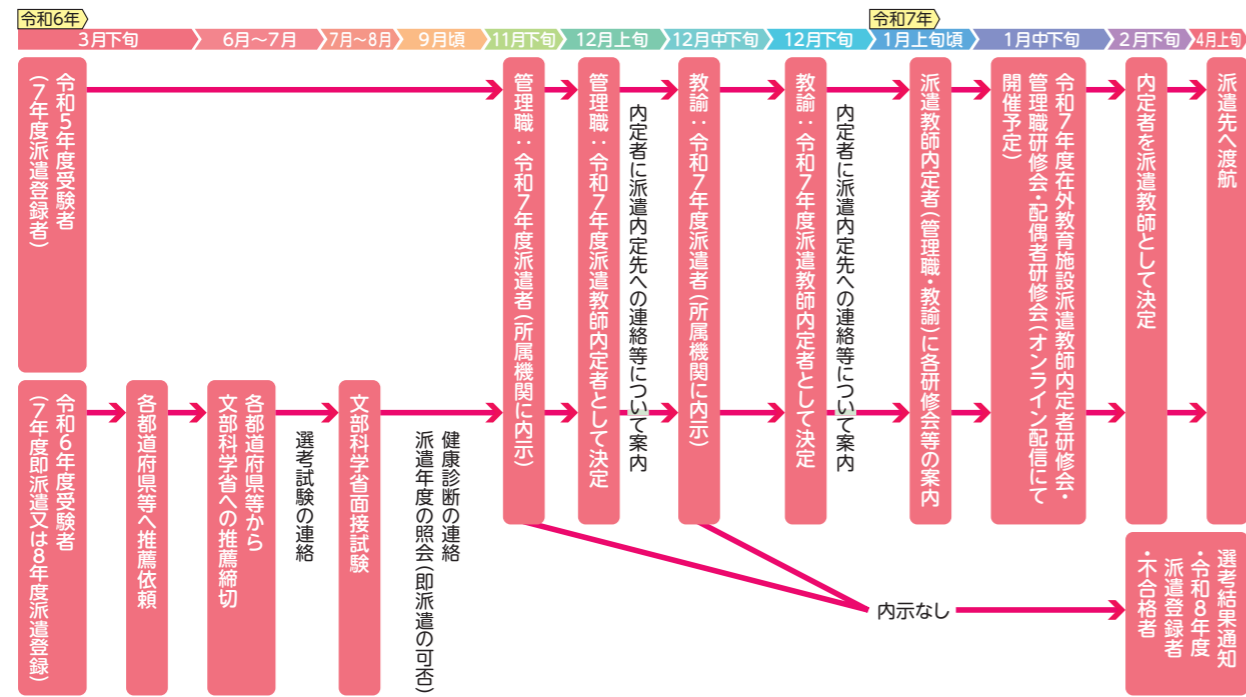 令和6年
令和7年
3月下旬
6月～7月
7月～8月
9月頃
11月下旬
12月上旬
12月中下旬
12月下旬
1月上旬頃
1月中下旬
2月下旬
4月上旬
令和5年度受験者
（7年度派遣登録者）
管理職：令和7年度派遣者（所属機関に内示）
管理職：令和7年度派遣教師内定者として決定
内定者に派遣内定先への連絡等について案内
教諭：令和7年度派遣者（所属機関に内示）
教諭：令和7年度派遣教師内定者として決定
内定者に派遣内定先への連絡等について案内
派遣教師内定者（管理職・教諭）に各研修会等の案内
令和7年度在外教育施設派遣教師内定者研修会・
管理職研修会・配偶者研修会（オンライン配信にて
開催予定）
内定者を派遣教師として決定
派遣先へ渡航
令和6年度受験者
（7年度即派遣又は8年度派遣登録）
各都道府県等へ推薦依頼
各都道府県等から
文部科学省への推薦締切
選考試験の連絡
文部科学省面接試験
健康診断の連絡
派遣年度の照会（即派遣の可否）
内示なし
選考結果通知
・令和8年度
派遣登録者
・不合格者